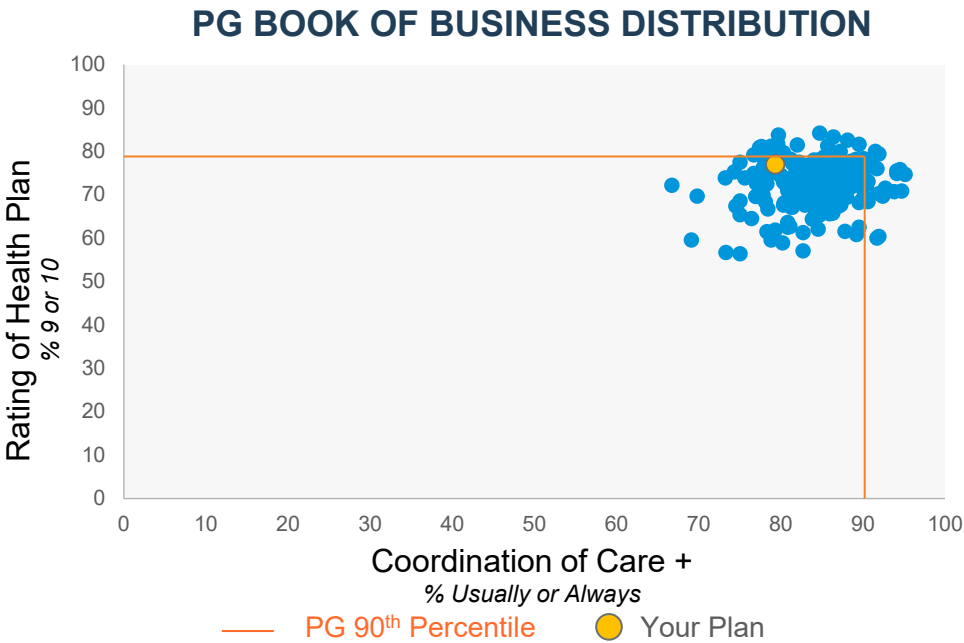 PG BOOK OF BUSINESS DISTRIBUTION
Rating of Health Plan
% 9 or 10
100
90
80
70
60
50
40
30
20
10
0
0 10 20 30 40 50 60 70 80 90 100
Coordination of Care +
% Usually or Always
PG 90th Percentile Your Plan